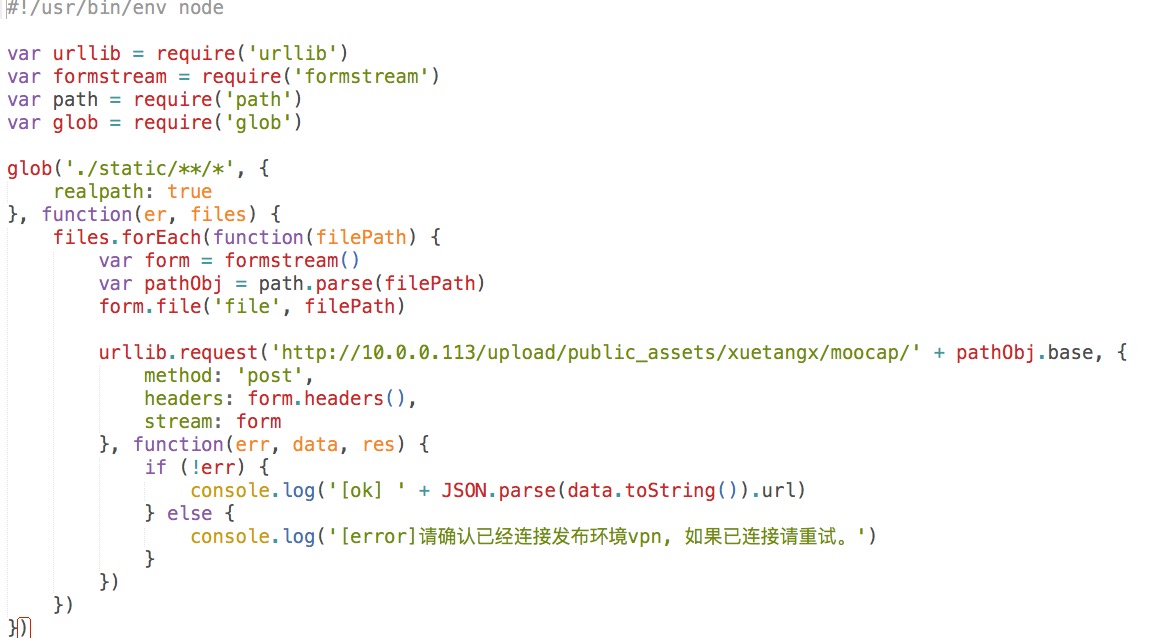 #!/usr/bin/env node
var urllib = require('urllib')
var formstream = require('formstream')
var path = require('path')
var glob = require('glob')
glob('./static/**/*', {
    realpath: true
}, function(er, files) {
    files.forEach(function(filePath) {
        var form = formstream()
        var pathObj = path.parse(filePath)
        form.file('file', filePath)
        urllib.request('http://10.0.0.113/upload/public_assets/xuetangx/moocap/' + pathObj.base, {
            method: 'post',
            headers: form.headers(),
            stream: form
        }, function(err, data, res) {
            if (!err) {
                console.log('[ok] ' + JSON.parse(data.toString()).url)
            } else {
                console.log('[error]请确认已经连接发布环境vpn, 如果已连接请重试。')
            }
        })
    })
})